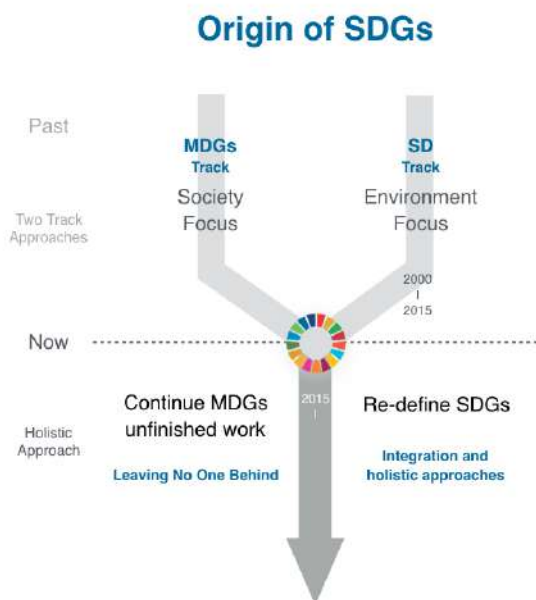 Origin of SDGs
Past
MDGs
Track
Society
Focus
SD
Track
Environment
Focus
Two Track
Approaches
2000
–
2015
Now
2015
–
Holistic
Approach
Continue MDGs
unfinished work
Leaving No One Behind
Re-define SDGs
Integration and
holistic approaches